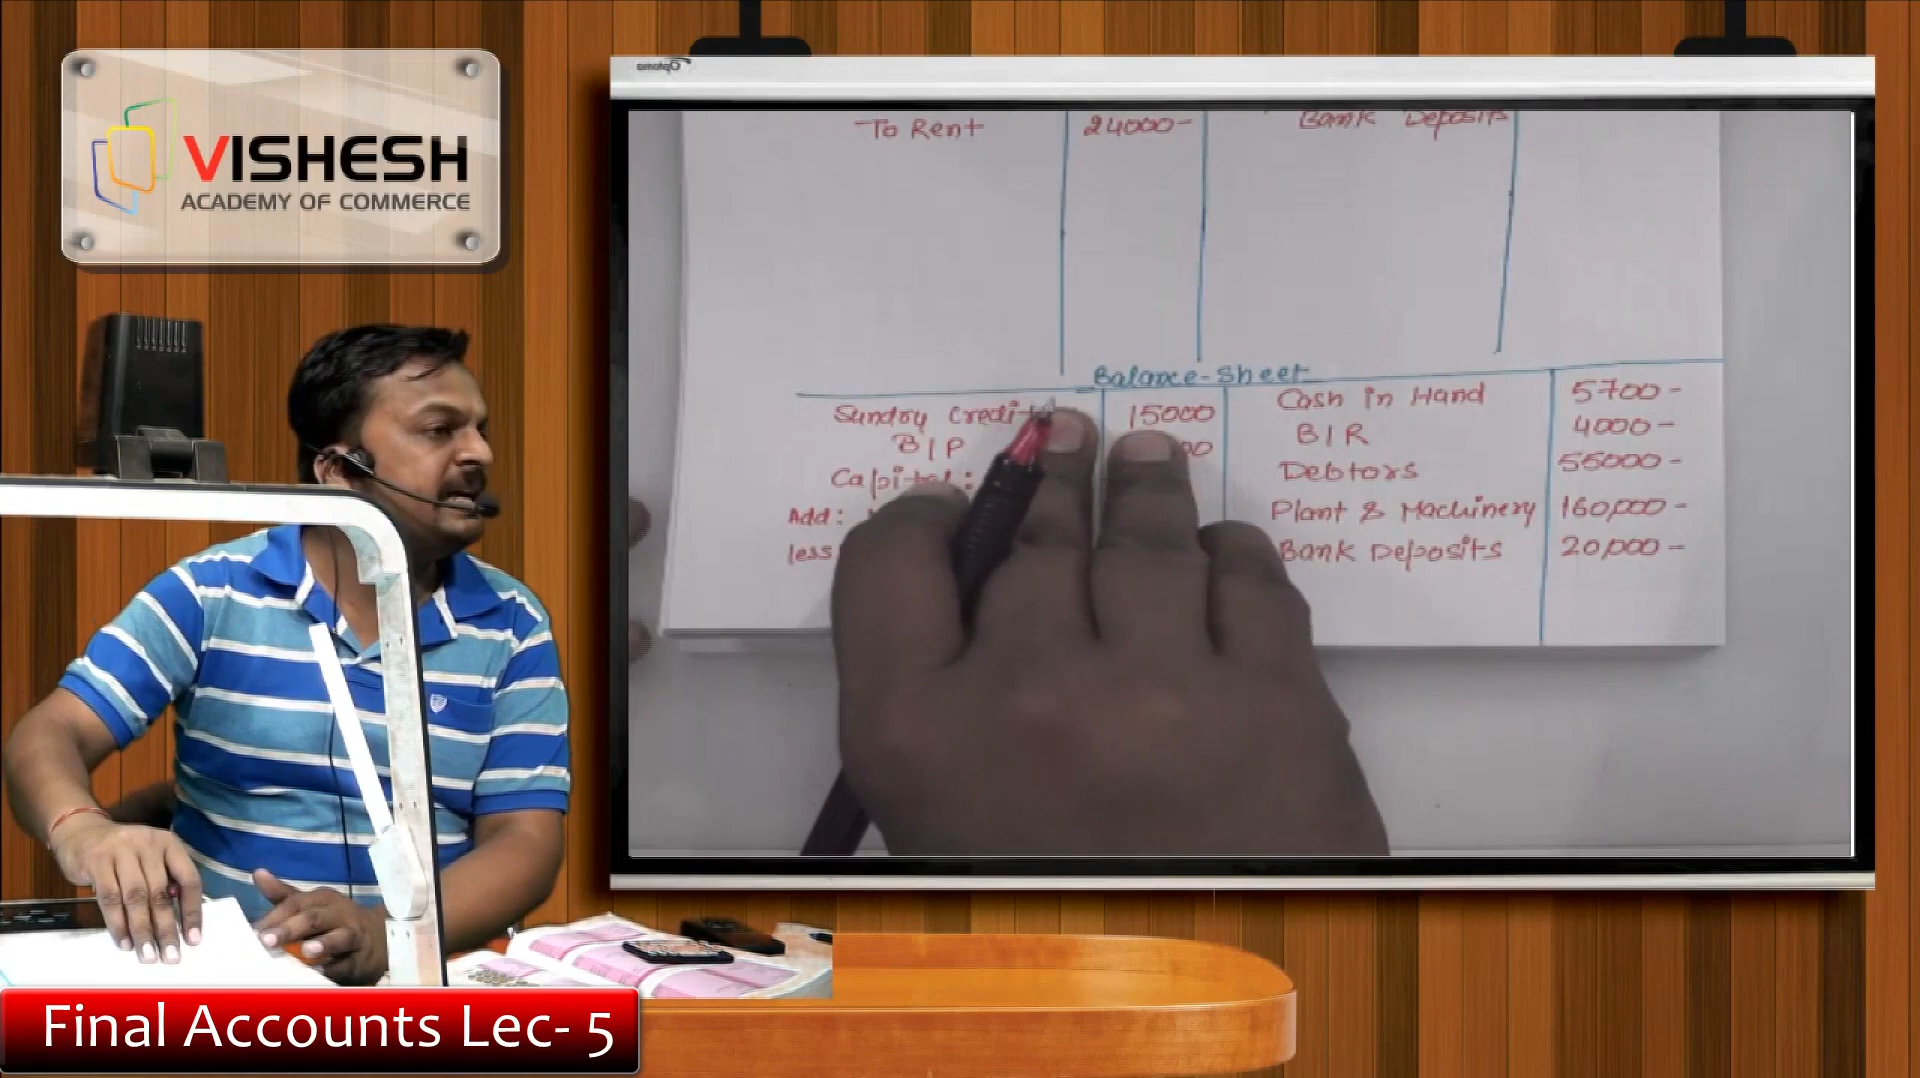 VISHESH
ACADEMY OF COMMERCE
Optoma
To Rent 24000- Bank Deposits
Balance-Sheet
Sundry 15000 Cash in Hand 5700-
B/P B/R 4000-
Capital: Debtors 55000-
Add: Plant & Machinery 160,000-
less Bank Deposits 20,000-
Final Accounts Lec- 5